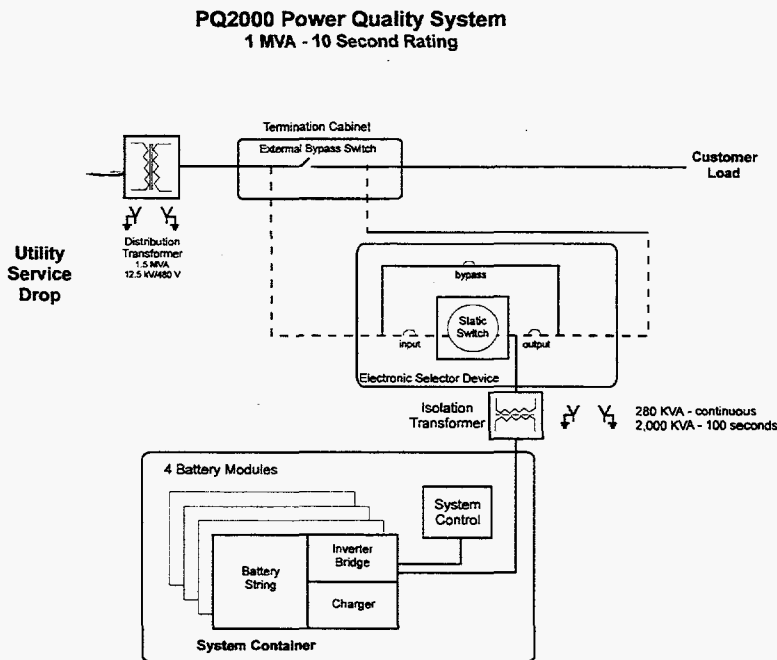 PQ2000 Power Quality System
1 MVA - 10 Second Rating
Termination Cabinet
External Bypass Switch
Customer
Load
Utility
Service
Drop
Distribution
Transformer
1.5 MVA
12.5 kV/480 V
bypass
Static
Switch
input
output
Electronic Selector Device
Isolation
Transformer
280 KVA - continuous
2,000 KVA - 100 seconds
4 Battery Modules
System
Control
Battery
String
Inverter
Bridge
Charger
System Container